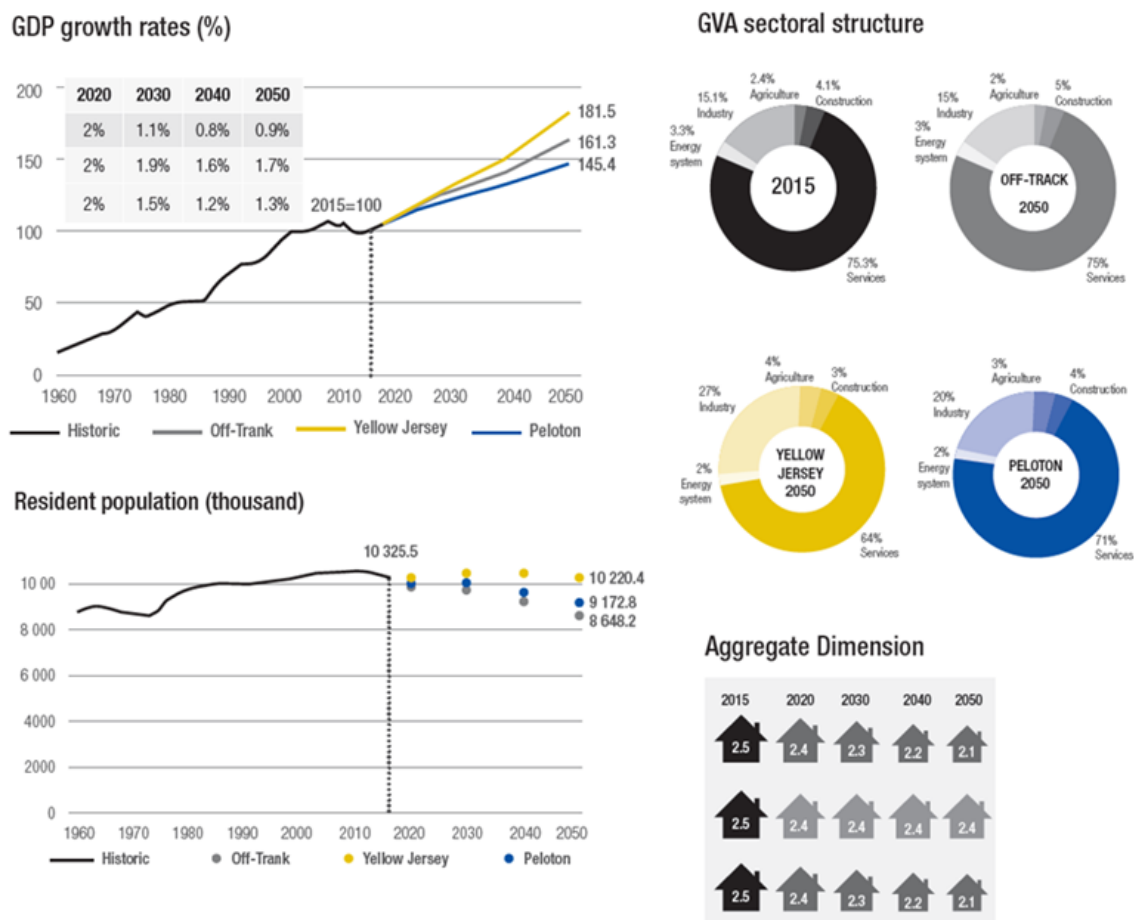 GDP growth rates (%)
200
150
100
50
0
2020 2030 2040 2050
2% 1.1% 0.8% 0.9%
2% 1.9% 1.6% 1.7%
2% 1.5% 1.2% 1.3%
2015=100
181.5
161.3
145.4
1960 1970 1980 1990 2000 2010 2020 2030 2040 2050
Historic Off-Trank Yellow Jersey Peloton
Resident population (thousand)
10 325.5
10 00
8 000
6 000
4000
2000
0
10 220.4
9 172.8
8 648.2
1960 1970 1980 1990 2000 2010 2020 2030 2040 2050
Historic Off-Trank Yellow Jersey Peloton
GVA sectoral structure
2.4%
Agriculture
4.1%
Construction
15.1%
Industry
3.3%
Energy
system
2015
75.3%
Services
2%
Agriculture
5%
Construction
15%
Industry
3%
Energy
system
OFF-TRACK
2050
75%
Services
4%
Agriculture
3%
Construction
27%
Industry
2%
Energy
system
YELLOW
JERSEY
2050
64%
Services
3%
Agriculture
4%
Construction
20%
Industry
2%
Energy
system
PELOTON
2050
71%
Services
Aggregate Dimension
2015 2020 2030 2040 2050
2.5 2.4 2.3 2.2 2.1
2.5 2.4 2.4 2.4 2.4
2.5 2.4 2.3 2.2 2.1